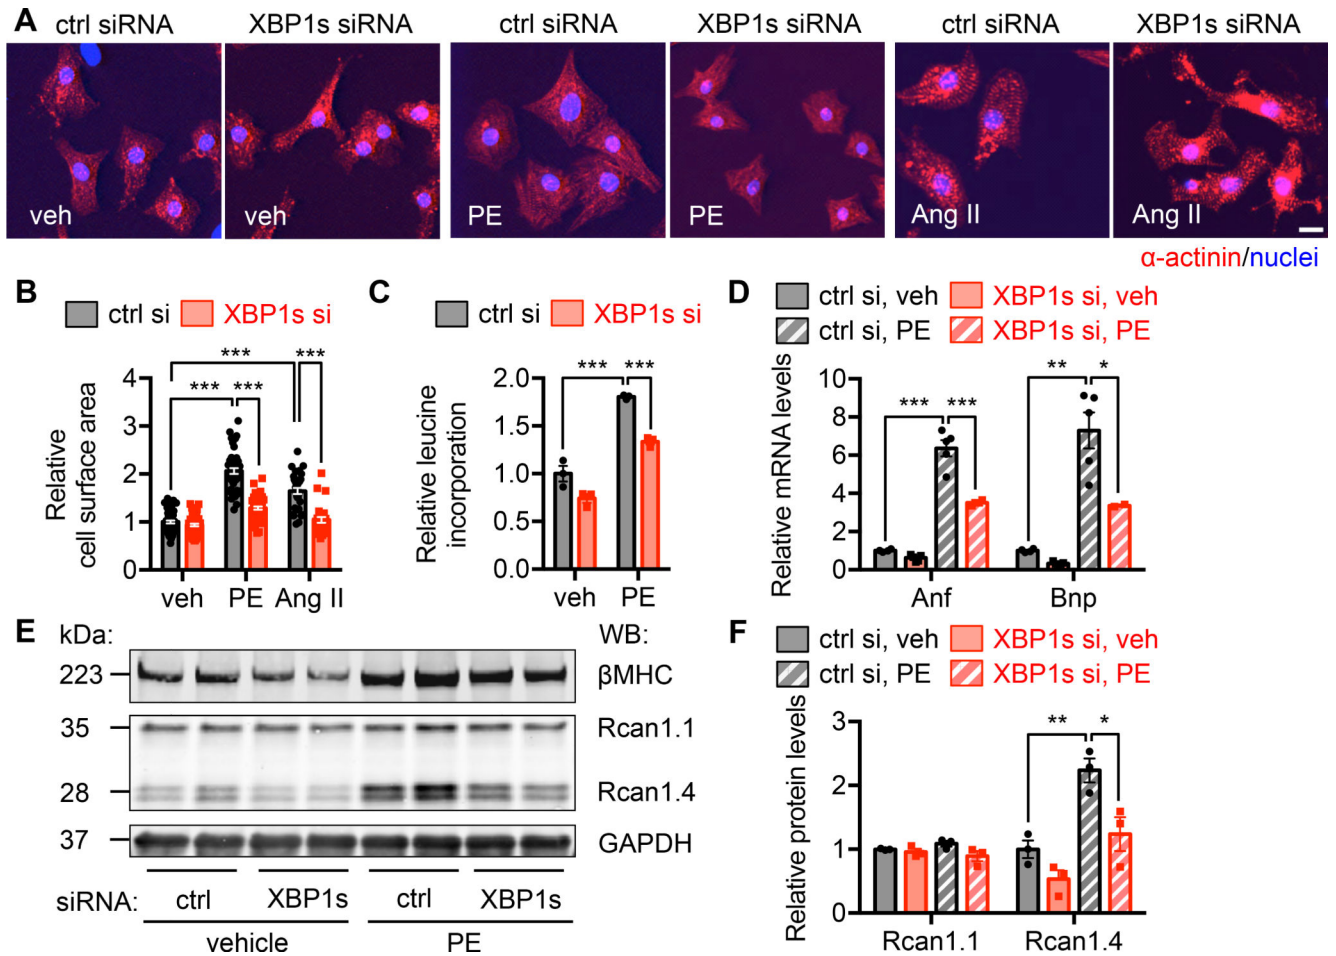 A
ctrl siRNA XBP1s siRNA ctrl siRNA XBP1s siRNA ctrl siRNA XBP1s siRNA
veh veh PE PE Ang II Ang II
α-actinin/nuclei
B
ctrl si XBP1s si
Relative
cell surface area
4
3
2
1
0
*** *** *** ***
veh PE Ang II
C
ctrl si XBP1s si
Relative leucine
incorporation
2.0
1.5
1.0
0.5
0.0
*** ***
veh PE
D
ctrl si, veh XBP1s si, veh
ctrl si, PE XBP1s si, PE
Relative mRNA levels
10
8
6
4
2
0
*** *** ** *
Anf Bnp
E
kDa: WB:
223 βMHC
35 Rcan1.1
28 Rcan1.4
37 GAPDH
siRNA: ctrl XBP1s ctrl XBP1s
vehicle PE
F
ctrl si, veh XBP1s si, veh
ctrl si, PE XBP1s si, PE
Relative protein levels
3
2
1
0
** *
Rcan1.1 Rcan1.4